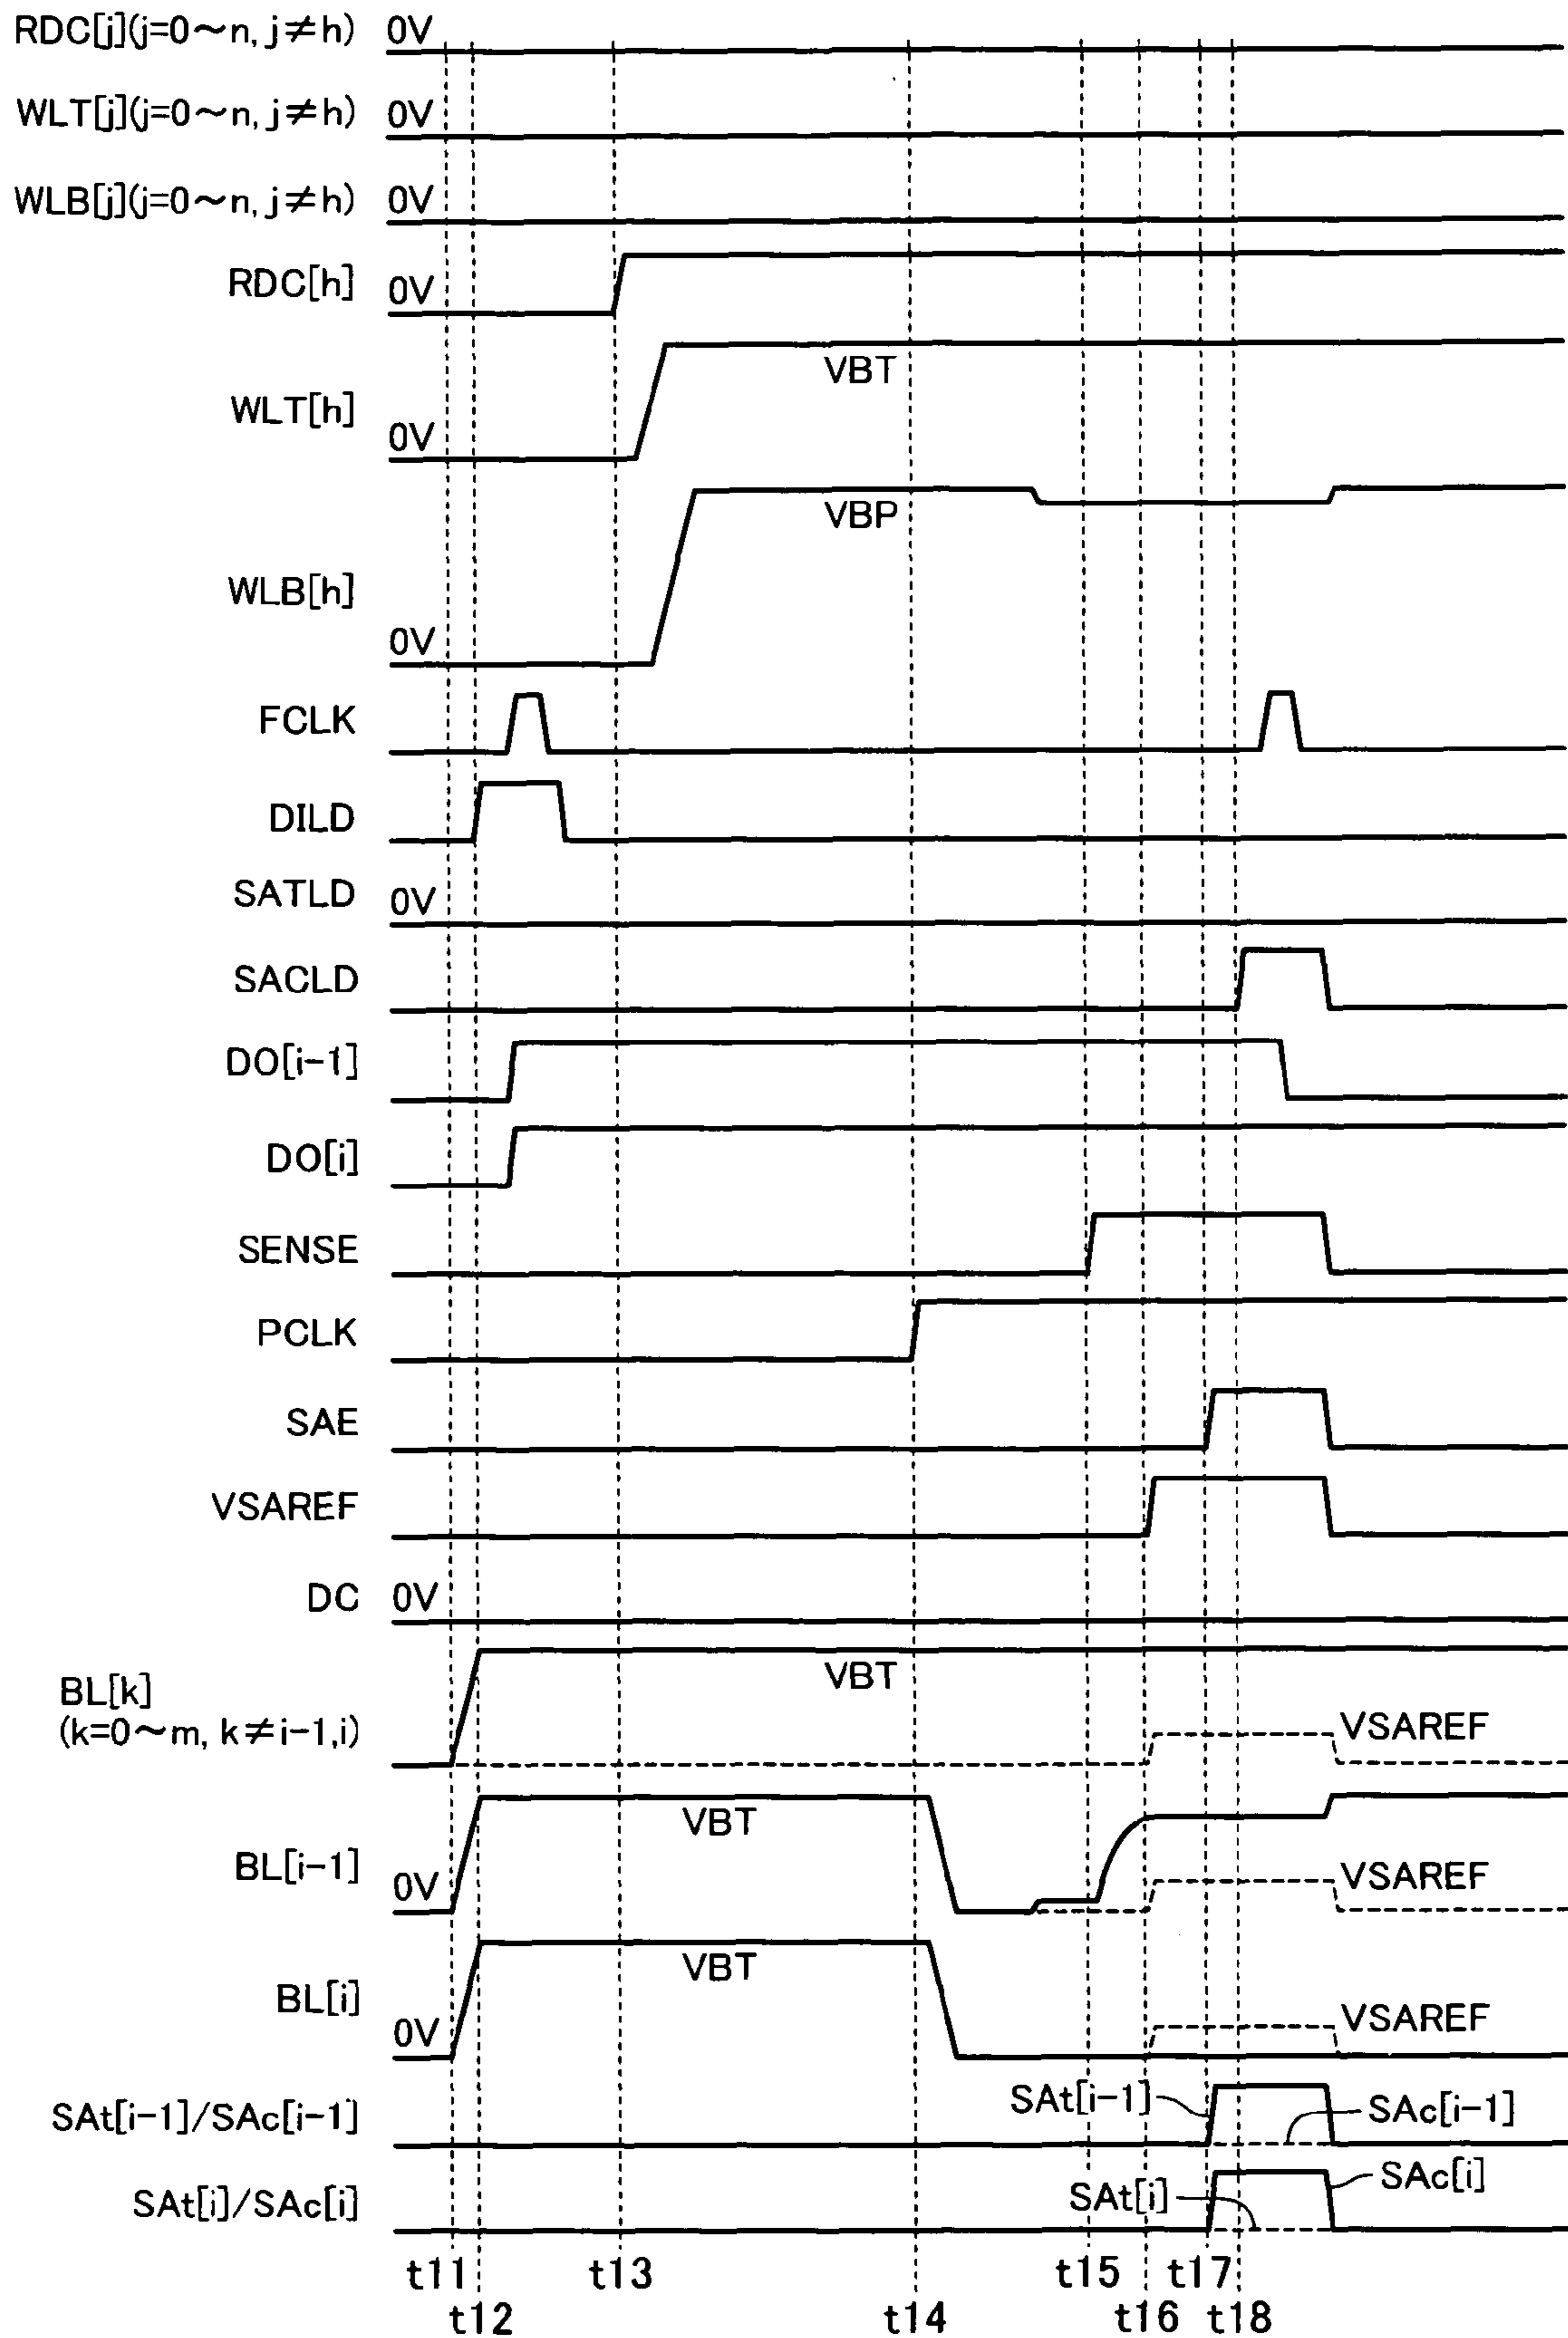 RDC[j](j=0~n, j≠h) 0V
WLT[j](j=0~n, j≠h) 0V
WLB[j](j=0~n, j≠h) 0V
RDC[h] 0V
VBT
WLT[h] 0V
VBP
WLB[h] 0V
FCLK
DILD
SATLD 0V
SACLD
DO[i-1]
DO[i]
SENSE
PCLK
SAE
VSAREF
DC 0V
VBT
BL[k]
(k=0~m, k≠i-1,i) VSAREF
VBT
BL[i-1] 0V VSAREF
VBT
BL[i] 0V VSAREF
SAt[i-1]/SAc[i-1] SAt[i-1] SAc[i-1]
SAt[i]/SAc[i] SAt[i] SAc[i]
t11 t13 t15 t17
t12 t14 t16 t18